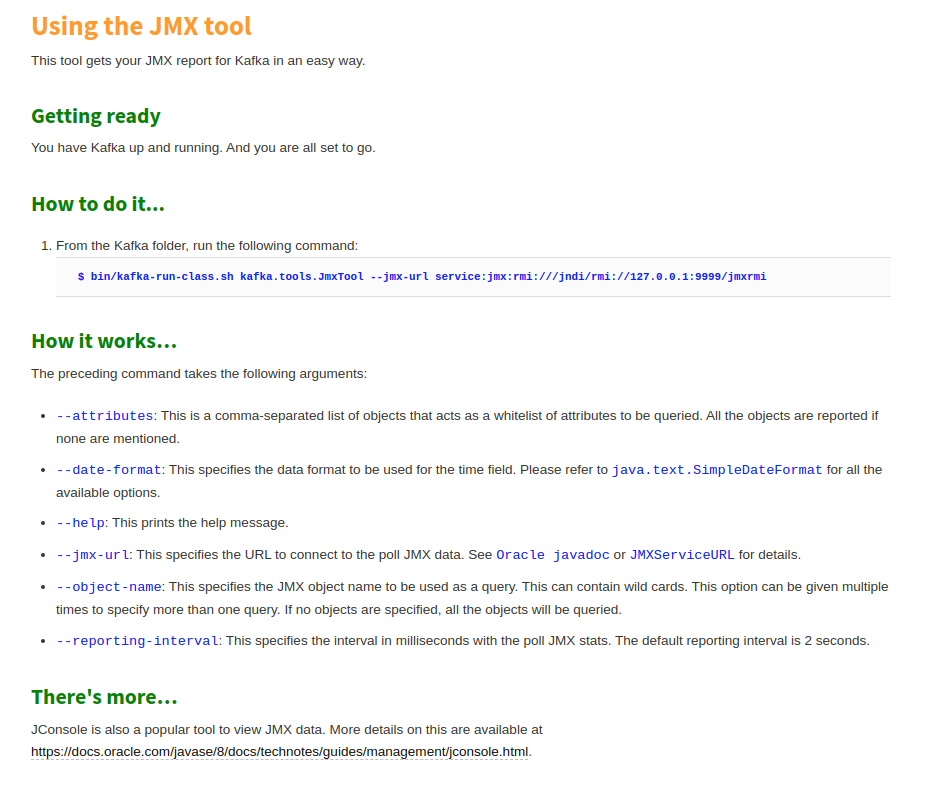 Using the JMX tool
This tool gets your JMX report for Kafka in an easy way.
Getting ready
You have Kafka up and running. And you are all set to go.
How to do it...
1. From the Kafka folder, run the following command:
$ bin/kafka-run-class.sh kafka.tools.JmxTool --jmx-url service:jmx:rmi:///jndi/rmi://127.0.0.1:9999/jmxrmi
How it works...
The preceding command takes the following arguments:
• --attributes: This is a comma-separated list of objects that acts as a whitelist of attributes to be queried. All the objects are reported if
none are mentioned.
• --date-format: This specifies the data format to be used for the time field. Please refer to java.text.SimpleDateFormat for all the
available options.
• --help: This prints the help message.
• --jmx-url: This specifies the URL to connect to the poll JMX data. See Oracle javadoc or JMXServiceURL for details.
• --object-name: This specifies the JMX object name to be used as a query. This can contain wild cards. This option can be given multiple
times to specify more than one query. If no objects are specified, all the objects will be queried.
• --reporting-interval: This specifies the interval in milliseconds with the poll JMX stats. The default reporting interval is 2 seconds.
There's more...
JConsole is also a popular tool to view JMX data. More details on this are available at
https://docs.oracle.com/javase/8/docs/technotes/guides/management/jconsole.html.